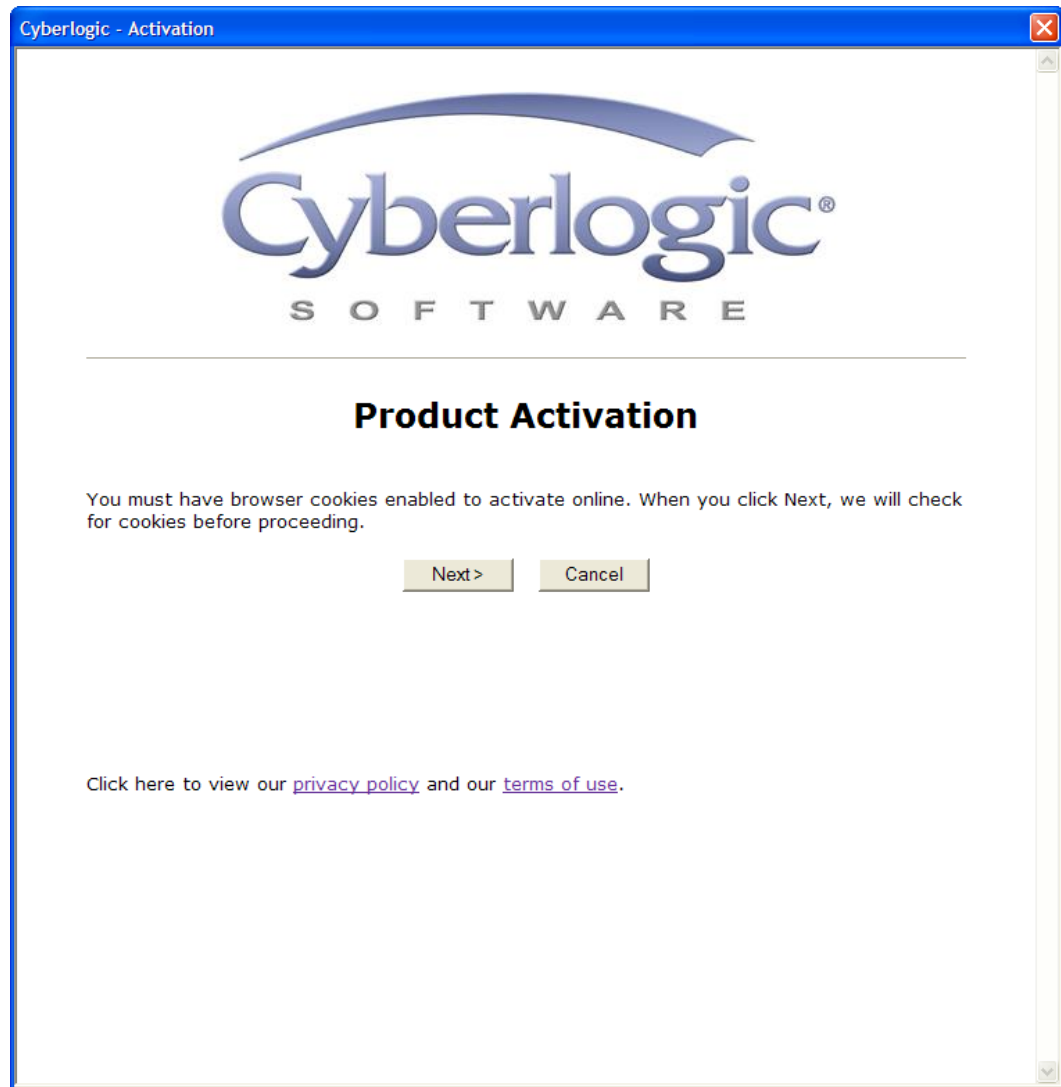 Cyberlogic - Activation
Cyberlogic®
SOFTWARE
Product Activation
You must have browser cookies enabled to activate online. When you click Next, we will check
for cookies before proceeding.
Next>
Cancel
Click here to view our privacy policy and our terms of use.